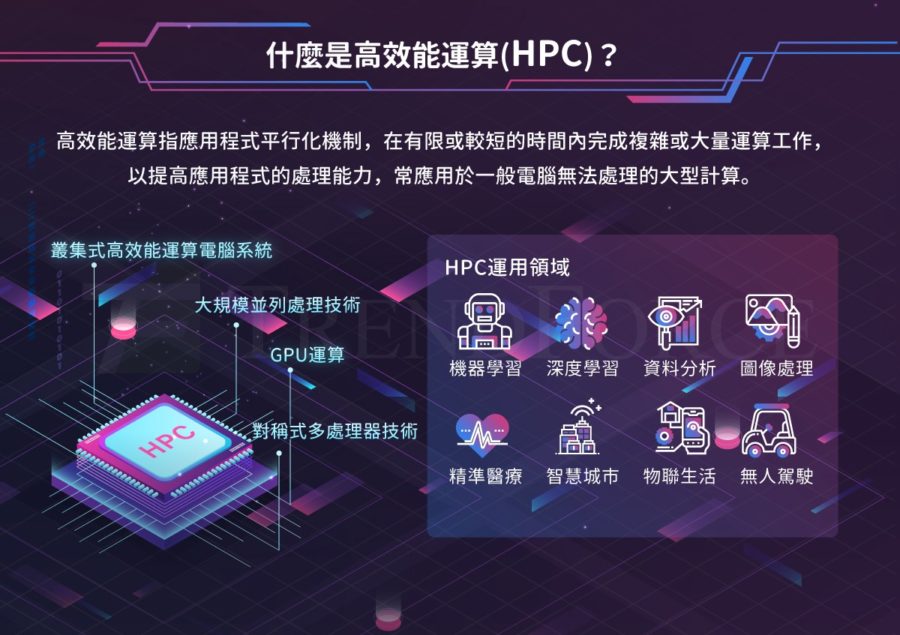 什麼是高效能運算(HPC)？
高效能運算指應用程式平行化機制，在有限或較短的時間內完成複雜或大量運算工作，
以提高應用程式的處理能力，常應用於一般電腦無法處理的大型計算。
叢集式高效能運算電腦系統
大規模並列處理技術
GPU運算
對稱式多處理器技術
HPC
HPC運用領域
機器學習 深度學習 資料分析 圖像處理
精準醫療 智慧城市 物聯生活 無人駕駛
TRENDFORCE